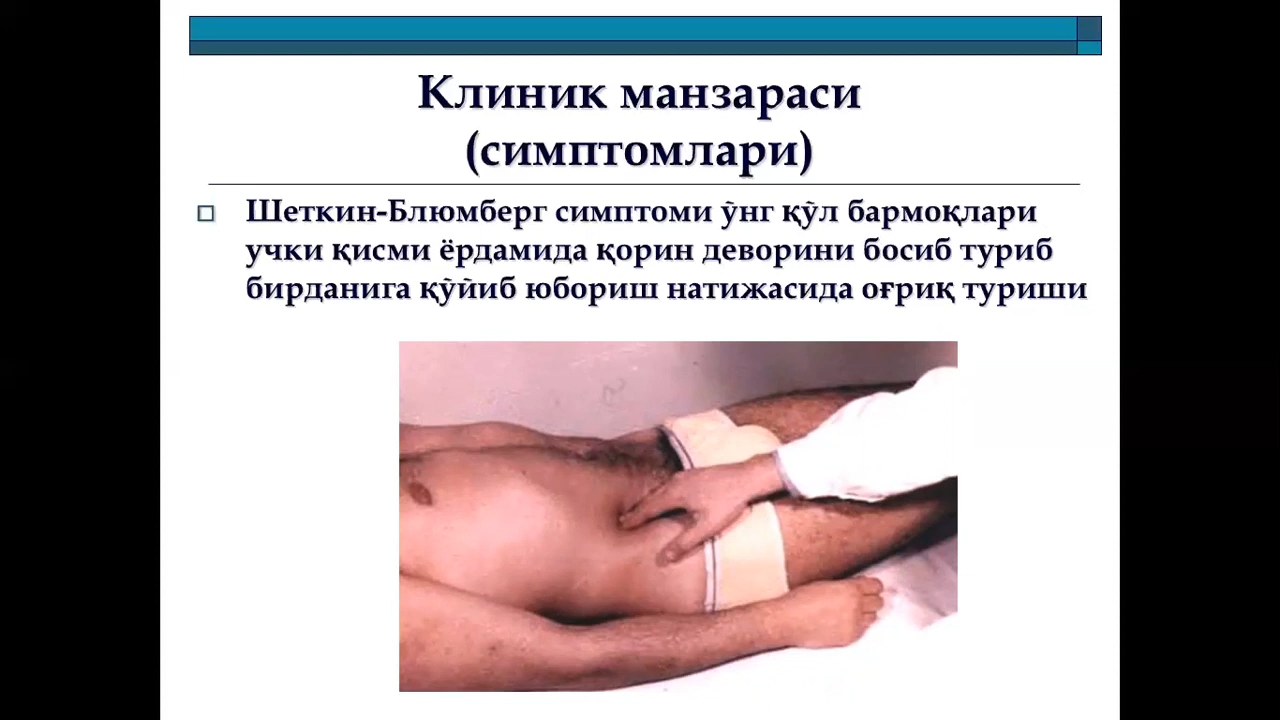 Клиник манзараси
(симптомлари)
Шеткин-Блюмберг симптоми ўнг қўл бармоқлари
учки қисми ёрдамида қорин деворини босиб туриб
бирданига қўйиб юбориш натижасида оғриқ туриши